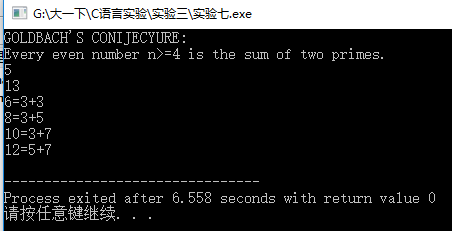 G:\大一下\C语言实验\实验三\实验七.exe
GOLDBACH'S CONIJECYURE:
Every even number n>=4 is the sum of two primes.
5
13
6=3+3
8=3+5
10=3+7
12=5+7
--------------------------------
Process exited after 6.558 seconds with return value 0
请按任意键继续. . .